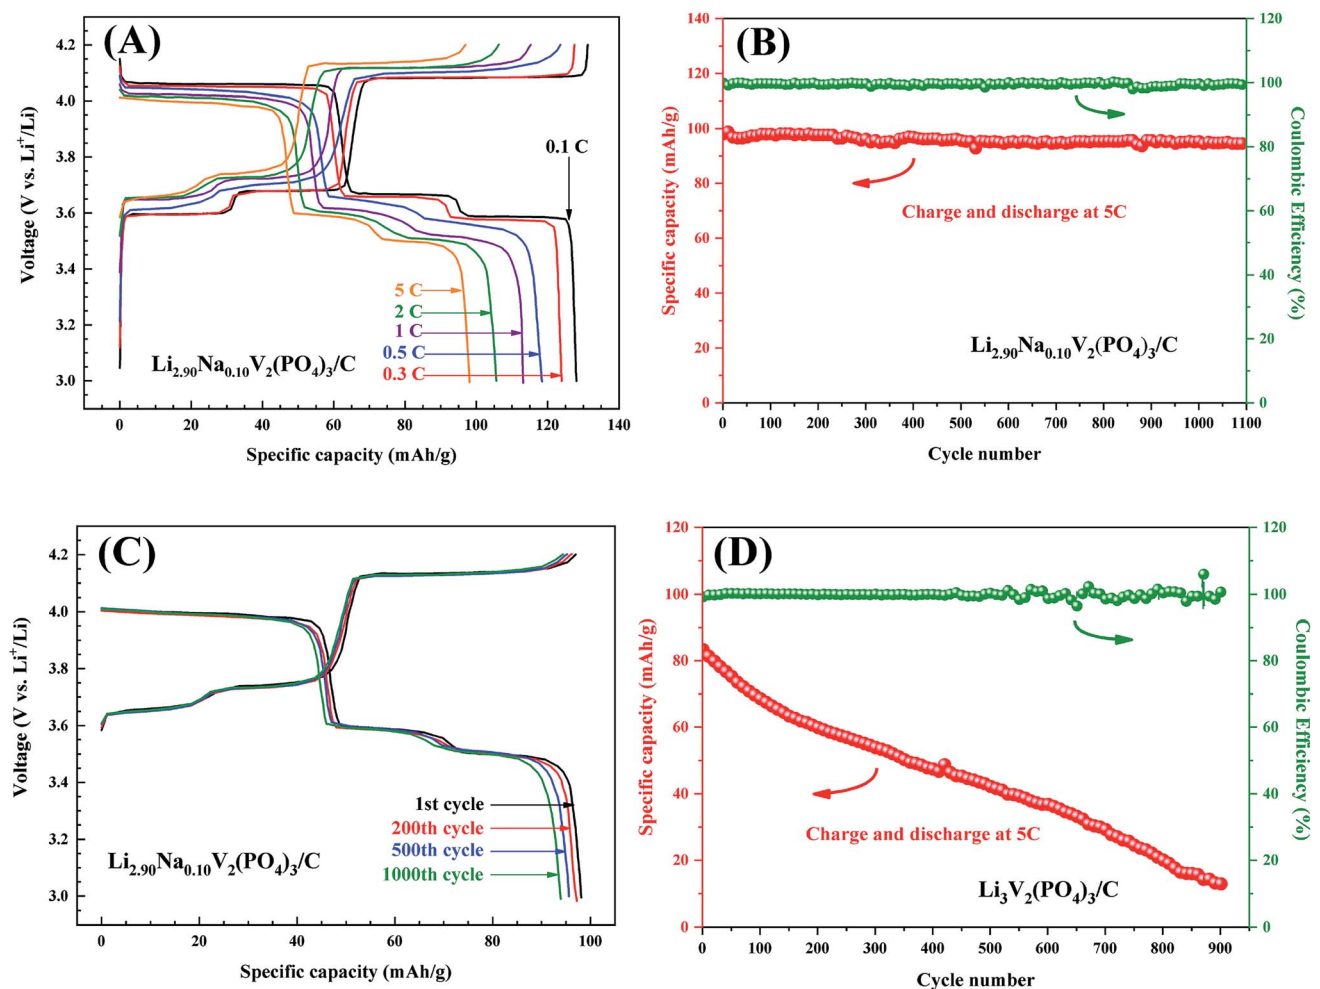 (A)
4.2
4.0
3.8
3.6
3.4
3.2
3.0
Voltage (V vs. Li⁺/Li)
0.1 C
5 C
2 C
1 C
0.5 C
0.3 C
Li₂.₉₀Na₀.₁₀V₂(PO₄)₃/C
0 20 40 60 80 100 120 140
Specific capacity (mAh/g)
(B)
140
120
100
80
60
40
20
0
Specific capacity (mAh/g)
Charge and discharge at 5C
Li₂.₉₀Na₀.₁₀V₂(PO₄)₃/C
120
100
80
60
40
20
0
Coulombic Efficiency (%)
0 100 200 300 400 500 600 700 800 900 1000 1100
Cycle number
(C)
4.2
4.0
3.8
3.6
3.4
3.2
3.0
Voltage (V vs. Li⁺/Li)
1st cycle
200th cycle
500th cycle
1000th cycle
Li₂.₉₀Na₀.₁₀V₂(PO₄)₃/C
0 20 40 60 80 100
Specific capacity (mAh/g)
(D)
120
100
80
60
40
20
0
Specific capacity (mAh/g)
Charge and discharge at 5C
Li₃V₂(PO₄)₃/C
120
100
80
60
40
20
0
Coulombic Efficiency (%)
0 100 200 300 400 500 600 700 800 900
Cycle number